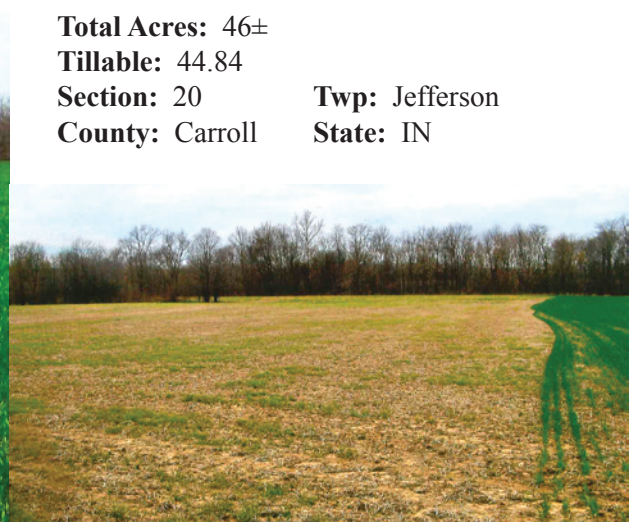 Total Acres: 46±
Tillable: 44.84
Section: 20 Twp: Jefferson
County: Carroll State: IN